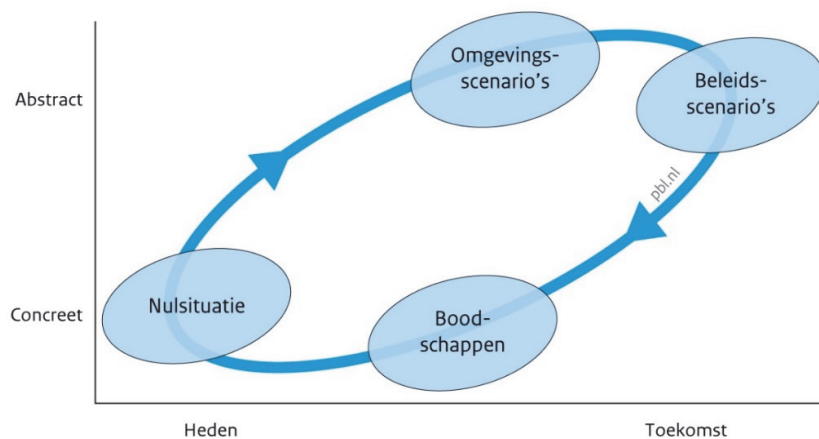 Omgevings-
scenario's
Beleids-
scenario's
Abstract
pbl.nl
Nulsituatie
Concreet
Bood-
schappen
Heden
Toekomst